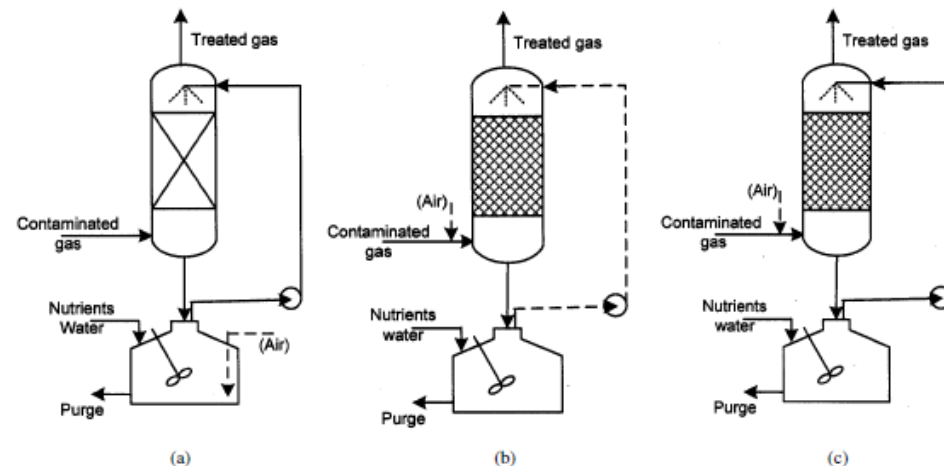 Treated gas
Contaminated
gas
Nutrients
Water
(Air)
Purge
(a)
Treated gas
(Air)
Contaminated
gas
Nutrients
water
Purge
(b)
Treated gas
(Air)
Contaminated
gas
Nutrients
water
Purge
(c)